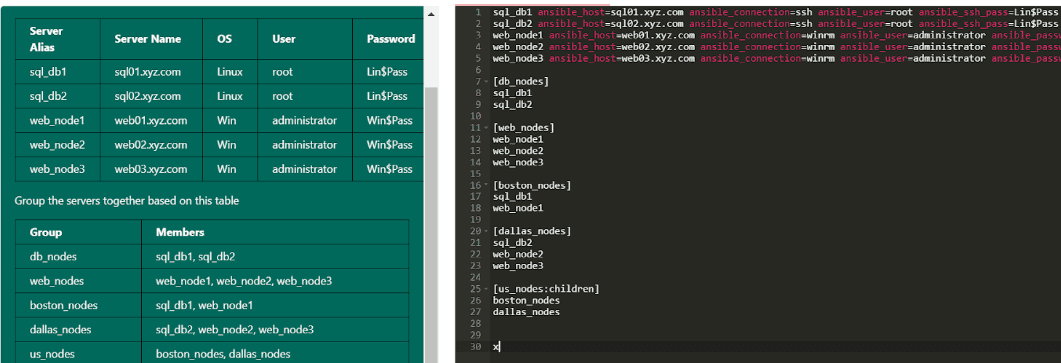 Server Alias Server Name OS User Password
sql_db1 sql01.xyz.com Linux root Lin$Pass
sql_db2 sql02.xyz.com Linux root Lin$Pass
web_node1 web01.xyz.com Win administrator Win$Pass
web_node2 web02.xyz.com Win administrator Win$Pass
web_node3 web03.xyz.com Win administrator Win$Pass
Group the servers together based on this table
Group Members
db_nodes sql_db1, sql_db2
web_nodes web_node1, web_node2, web_node3
boston_nodes sql_db1, web_node1
dallas_nodes sql_db2, web_node2, web_node3
us_nodes boston_nodes, dallas_nodes
1 sql_db1 ansible_host=sql01.xyz.com ansible_connection=ssh ansible_user=root ansible_ssh_pass=Lin$Pass
2 sql_db2 ansible_host=sql02.xyz.com ansible_connection=ssh ansible_user=root ansible_ssh_pass=Lin$Pass
3 web_node1 ansible_host=web01.xyz.com ansible_connection=winrm ansible_user=administrator
4 web_node2 ansible_host=web02.xyz.com ansible_connection=winrm ansible_user=administrator
5 web_node3 ansible_host=web03.xyz.com ansible_connection=winrm ansible_user=administrator
6
7 [db_nodes]
8 sql_db1
9 sql_db2
10
11 [web_nodes]
12 web_node1
13 web_node2
14 web_node3
15
16 [boston_nodes]
17 sql_db1
18 web_node1
19
20 [dallas_nodes]
21 sql_db2
22 web_node2
23 web_node3
24
25 [us_nodes:children]
26 boston_nodes
27 dallas_nodes
28
29
30 x